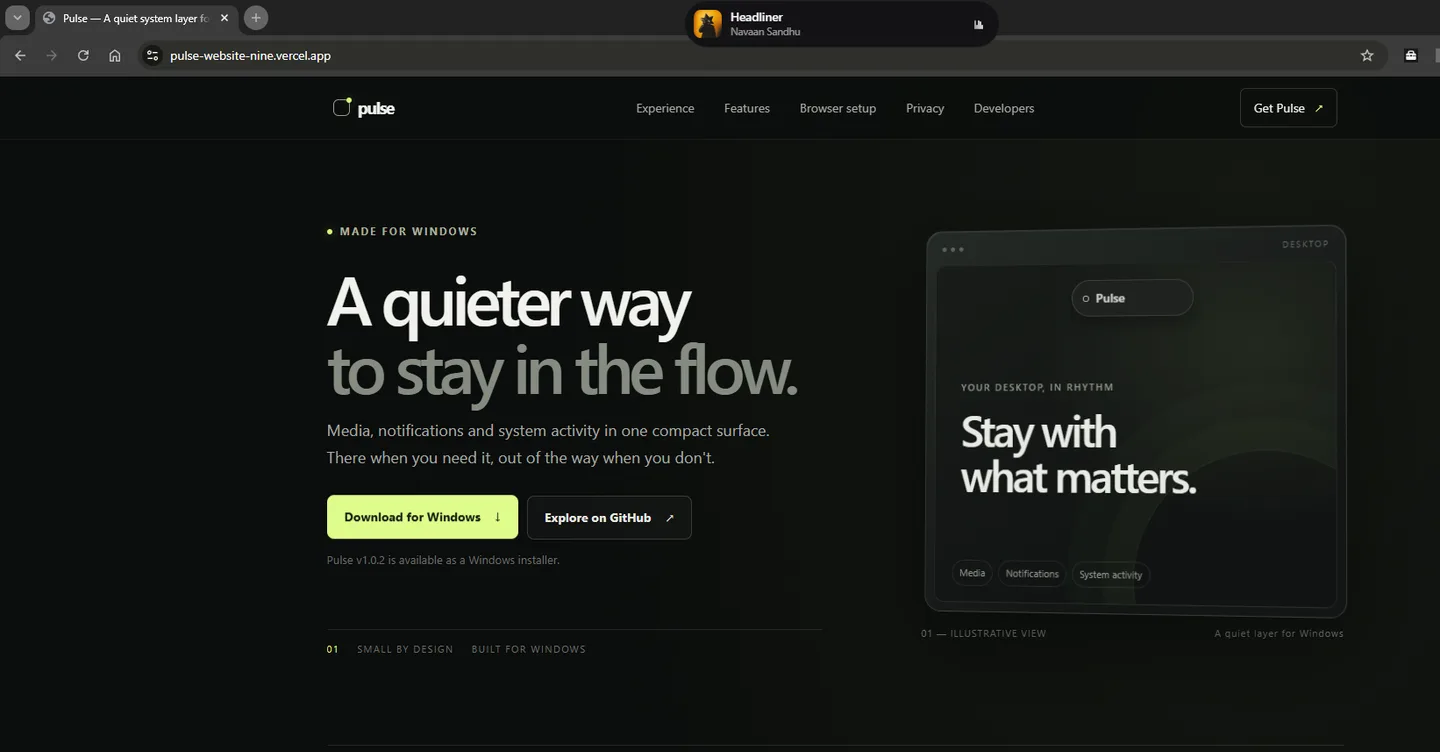 Pulse — A quiet system layer fo
Headliner
Navaan Sandhu
pulse-website-nine.vercel.app
pulse
Experience
Features
Browser setup
Privacy
Developers
Get Pulse ↗
MADE FOR WINDOWS
A quieter way
to stay in the flow.
Media, notifications and system activity in one compact surface.
There when you need it, out of the way when you don't.
Download for Windows ↓
Explore on GitHub ↗
Pulse v1.0.2 is available as a Windows installer.
01 SMALL BY DESIGN BUILT FOR WINDOWS
DESKTOP
Pulse
YOUR DESKTOP, IN RHYTHM
Stay with
what matters.
Media
Notifications
System activity
01 — ILLUSTRATIVE VIEW
A quiet layer for Windows